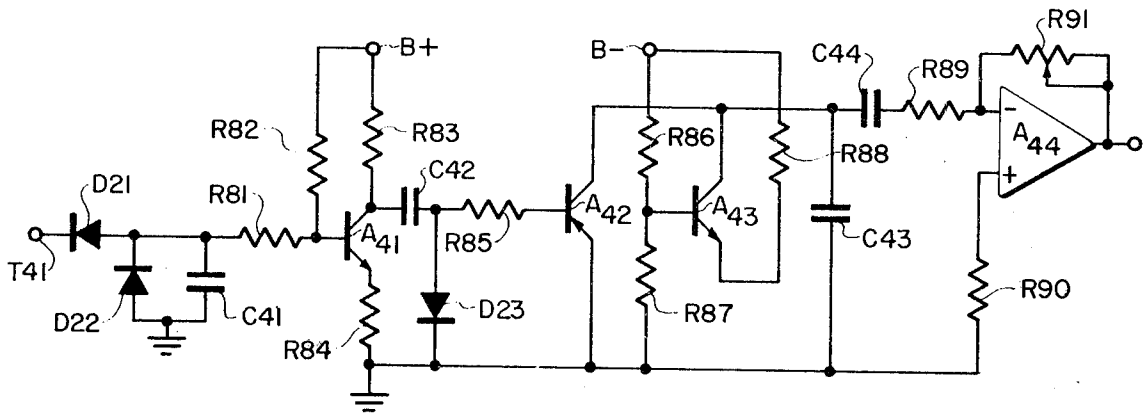 R91
B+
B-
C44
R89
-
A44
R82
R83
R86
R88
C42
D21
R81
+
A42
A43
A41
R85
C43
T41
D22
C41
R84
D23
R87
R90